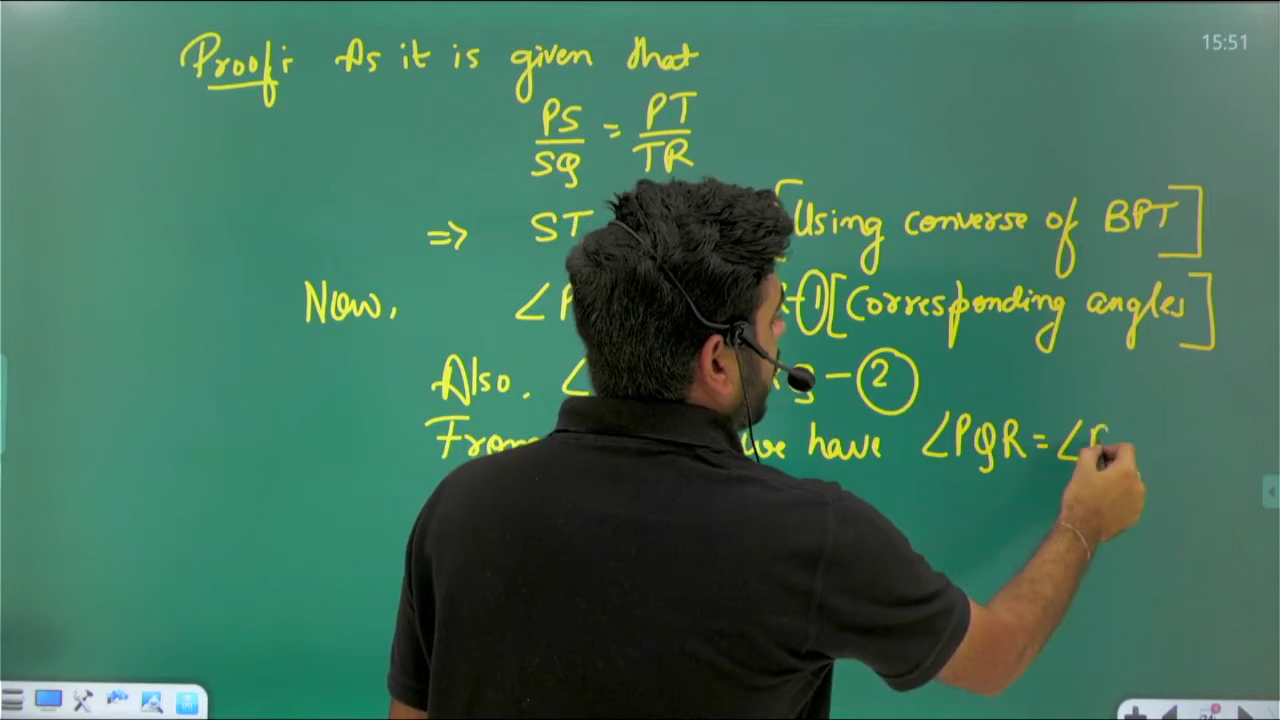 15:51
Proof: As it is given that
PS/SQ = PT/TR
=> ST [Using converse of BPT]
Now, ∠P -① [Corresponding angles]
Also, ∠ - ②
From we have ∠PQR = ∠